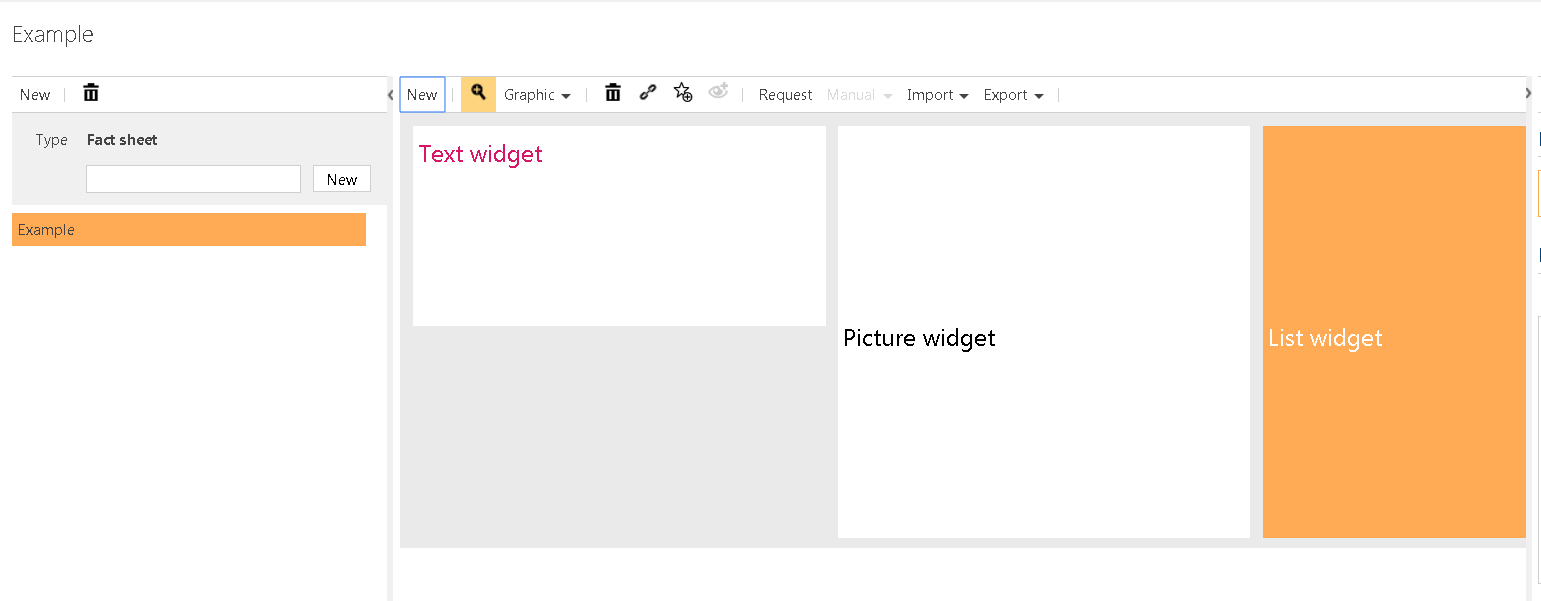 Example
New
New Graphic Request Manual Import Export
Type Fact sheet
New
Example
Text widget
Picture widget
List widget